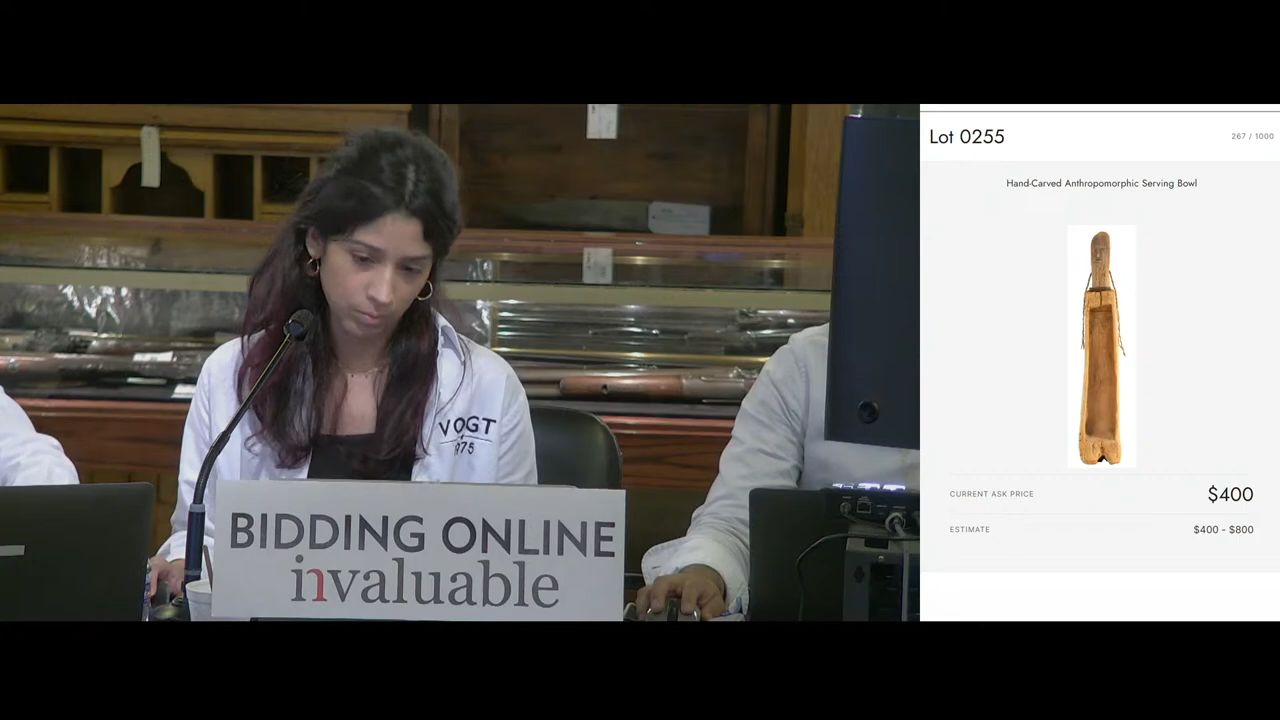 VOGT
1975
BIDDING ONLINE
invaluable
Lot 0255
267 / 1000
Hand-Carved Anthropomorphic Serving Bowl
CURRENT ASK PRICE
$400
ESTIMATE
$400 - $800